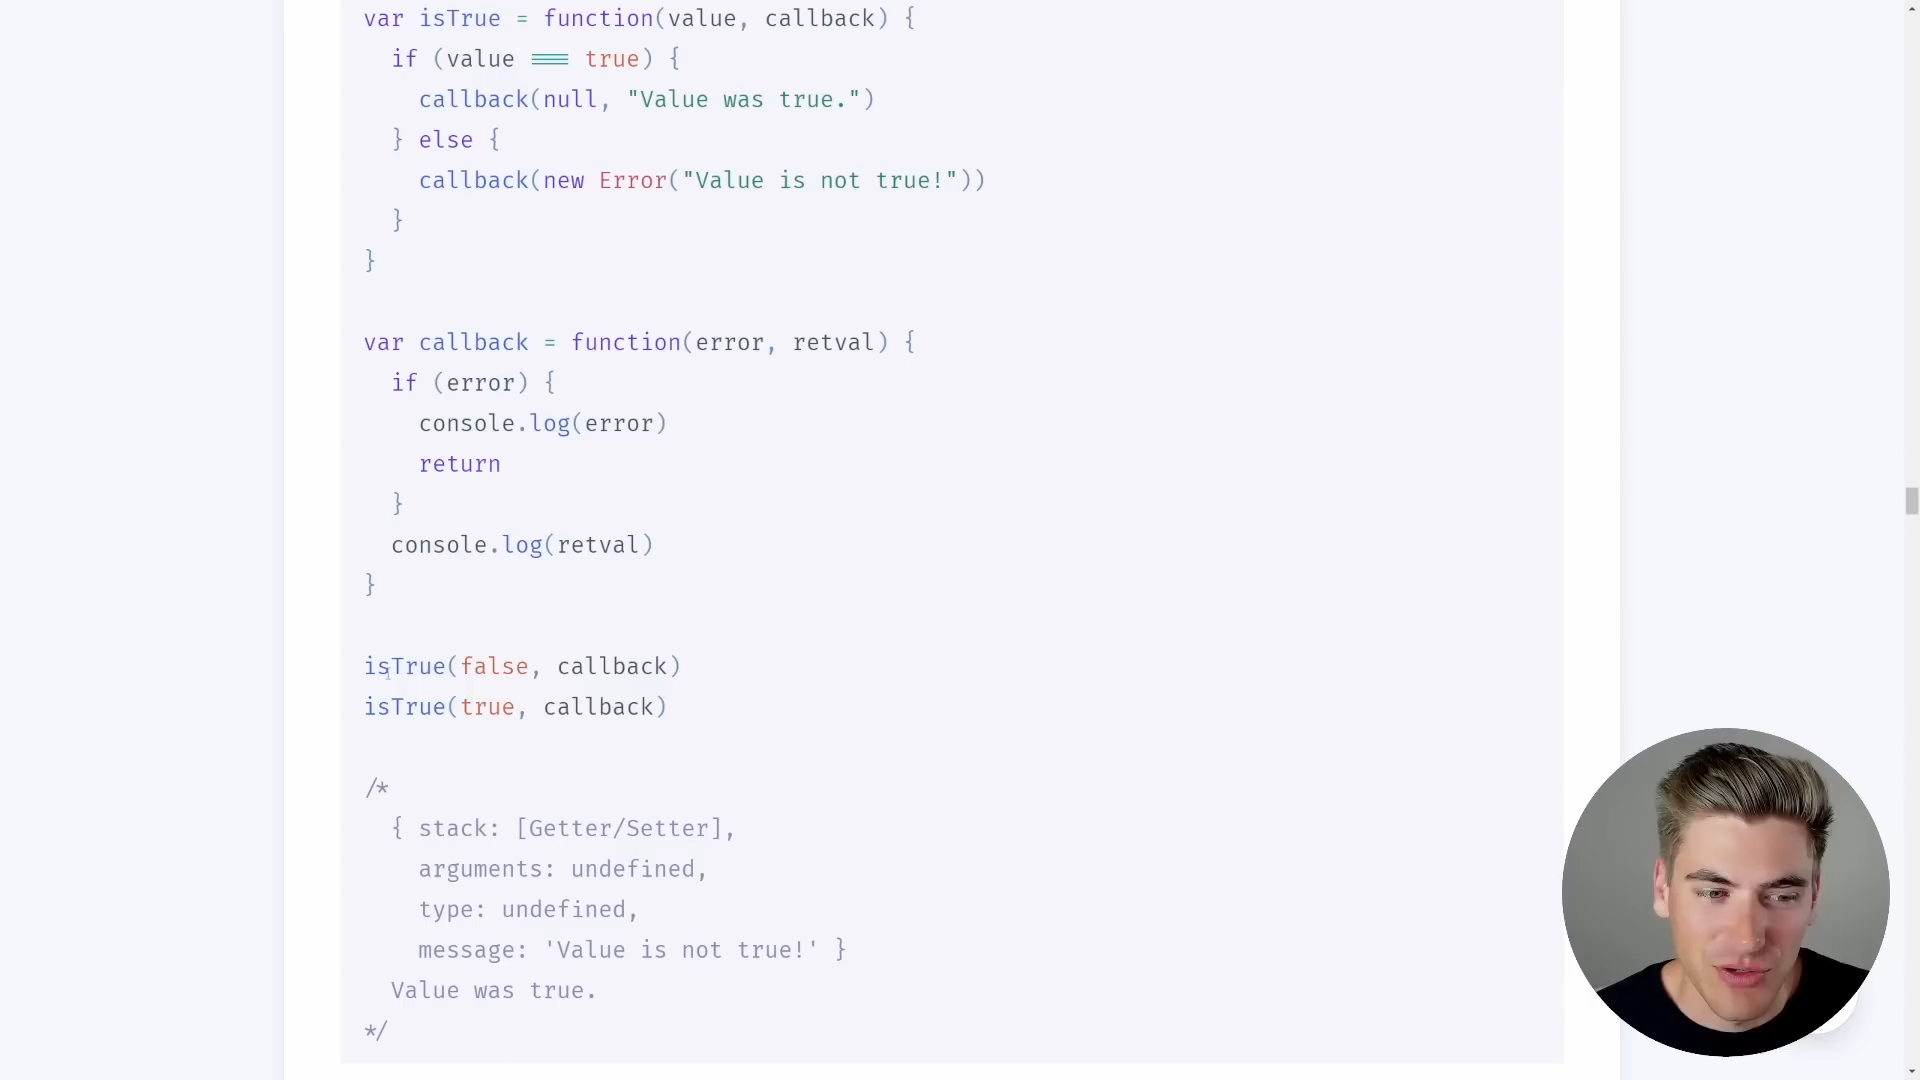 var isTrue = function(value, callback) {
if (value === true) {
callback(null, "Value was true.")
} else {
callback(new Error("Value is not true!"))
}
}
var callback = function(error, retval) {
if (error) {
console.log(error)
return
}
console.log(retval)
}
isTrue(false, callback)
isTrue(true, callback)
/*
{ stack: [Getter/Setter],
arguments: undefined,
type: undefined,
message: 'Value is not true!' }
Value was true.
*/